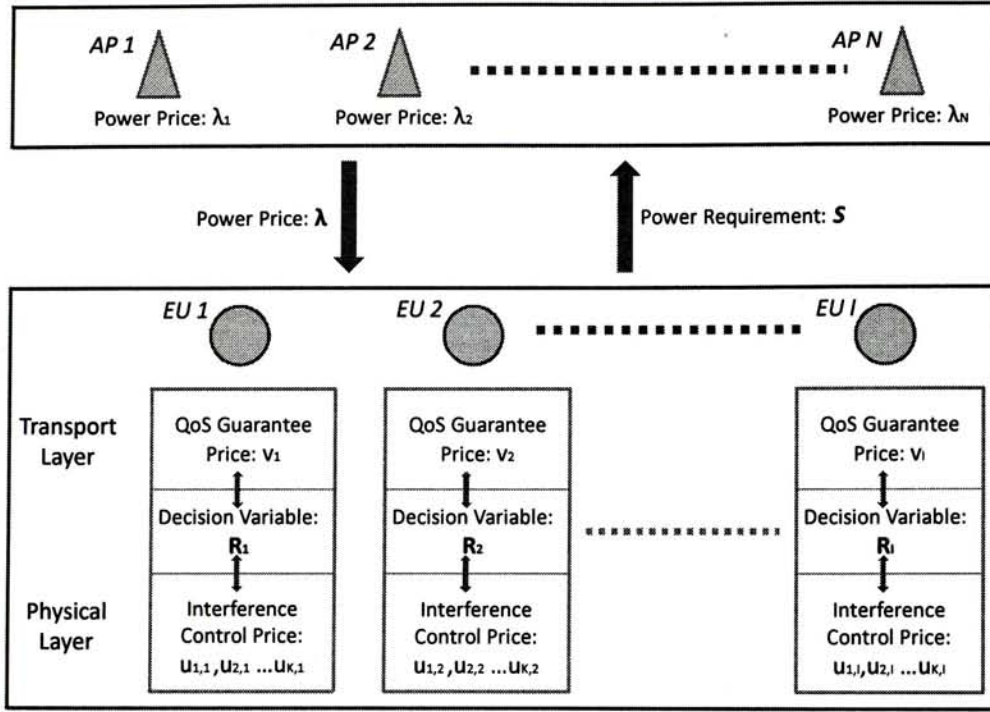 AP 1
AP 2
AP N
Power Price: λ₁
Power Price: λ₂
Power Price: λN
Power Price: λ
Power Requirement: S
EU 1
EU 2
EU I
Transport
Layer
QoS Guarantee
Price: v₁
QoS Guarantee
Price: v₂
QoS Guarantee
Price: vI
Decision Variable:
R₁
Decision Variable:
R₂
Decision Variable:
RI
Physical
Layer
Interference
Control Price:
u₁,₁,u₂,₁ ...uK,₁
Interference
Control Price:
u₁,₂,u₂,₂ ...uK,₂
Interference
Control Price:
u₁,I,u₂,I ...uK,I